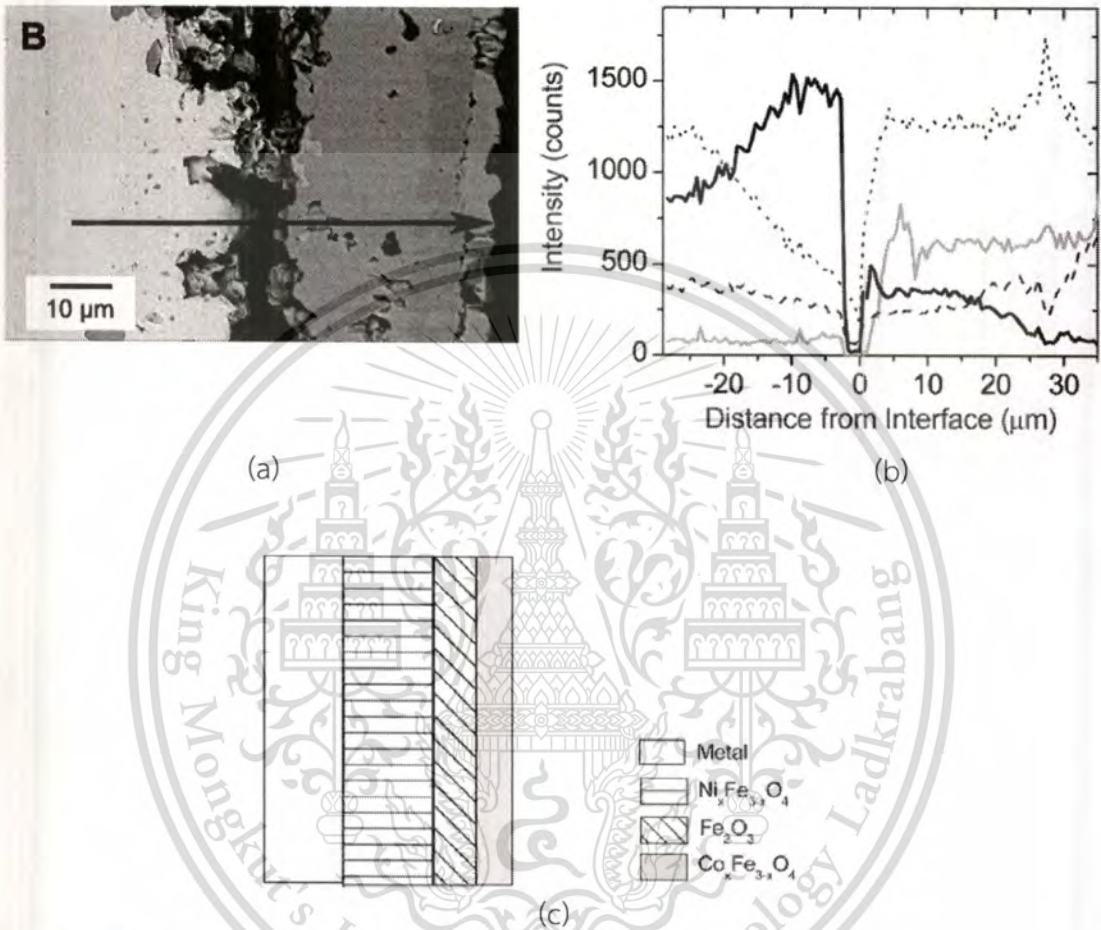 B
10 µm
(a)
Intensity (counts)
1500
1000
500
0
-20 -10 0 10 20 30
Distance from Interface (µm)
(b)
Metal
NiₓFe₃₋ₓO₄
Fe₂O₃
CoₓFe₃₋ₓO₄
(c)
King Mongkut's Ladkrabang